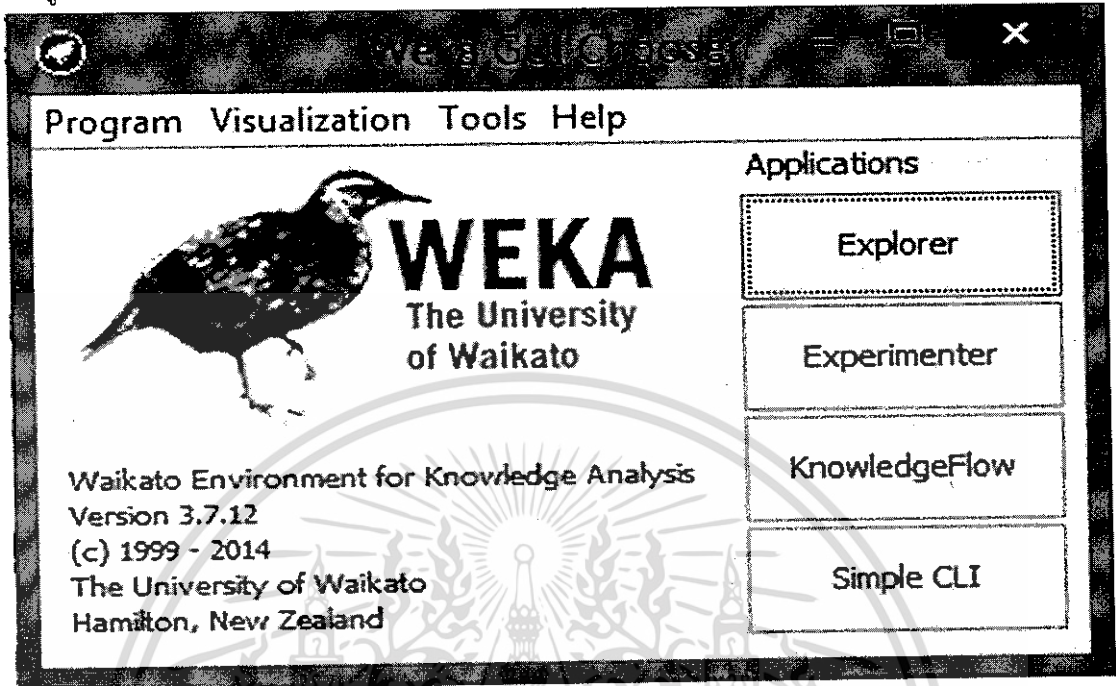 Weka GUI Chooser
Program Visualization Tools Help
Applications
WEKA
The University
of Waikato
Explorer
Experimenter
KnowledgeFlow
Simple CLI
Waikato Environment for Knowledge Analysis
Version 3.7.12
(c) 1999 - 2014
The University of Waikato
Hamilton, New Zealand